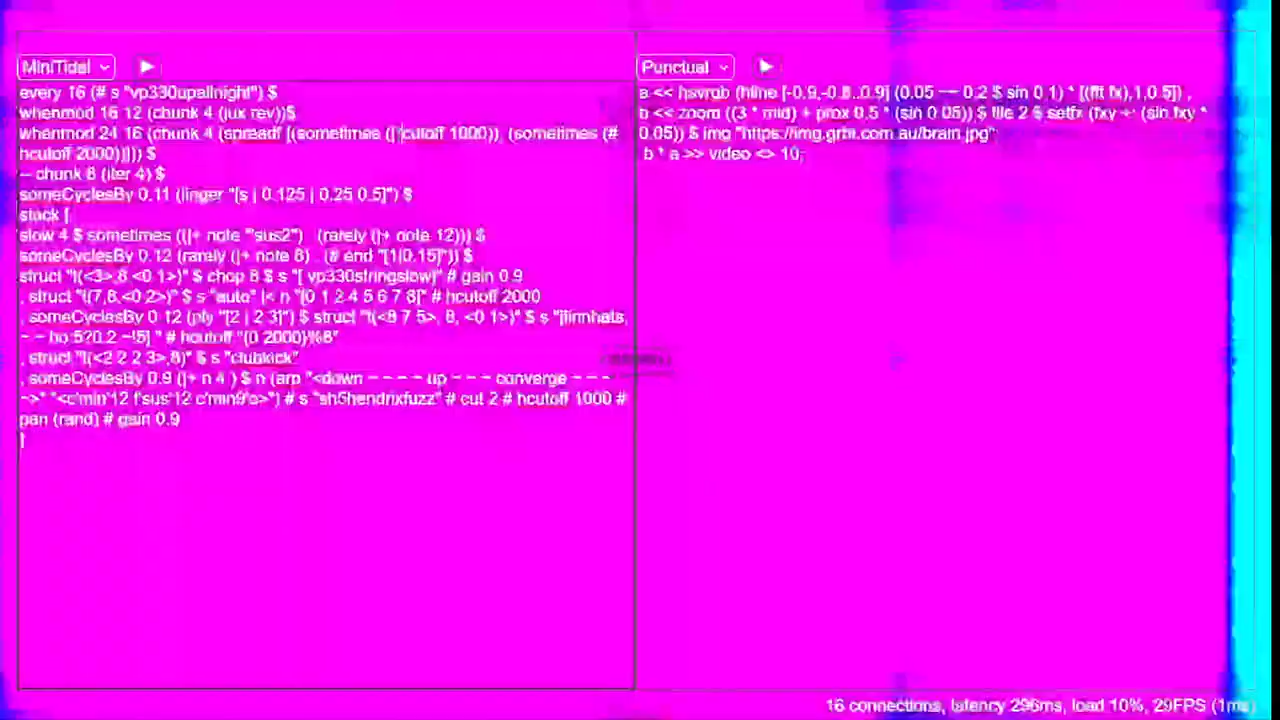 MiniTidal
every 16 (# s "vp330upallnight") $
whenmod 16 12 (chunk 4 (jux rev))$
whenmod 24 16 (chunk 4 (spreadf [(sometimes (|-|cutoff 1000)), (sometimes (#
hcutoff 2000))])) $
-- chunk 8 (iter 4) $
someCyclesBy 0.11 (linger "[s | 0.125 | 0.25 0.5]") $
stack [
slow 4 $ sometimes ((|+ note "sus2") . (rarely (|+ note 12))) $
someCyclesBy 0.12 (rarely (|+ note 8) . (# end "[1|0.15]")) $
struct "t(<3>,8 <0 1>)" $ chop 8 $ s "[ vp330stringslow]" # gain 0.9
, struct "t(7,8,<0 2>)" $ s "auto" |< n "[0 1 2 4 5 6 7 8]" # hcutoff 2000
, someCyclesBy 0.12 (ply "[2 | 2 3]") $ struct "t(<8 7 5>, 8, <0 1>)" $ s "[linnhats,
~ ~ ho:5?0.2 ~!5] " # hcutoff "{0 2000}%8"
, struct "t(<2 2 2 3>,8)" $ s "clubkick"
, someCyclesBy 0.9 (|+ n 4 ) $ n (arp "<down ~ ~ ~ ~ up ~ ~ ~ converge ~ ~ ~
~>" "<c'min'12 f'sus'12 c'min9'o>") # s "sh5hendrixfuzz" # cut 2 # hcutoff 1000 #
pan (rand) # gain 0.9
]
Punctual
a << hsvrgb (hline [-0.9,-0.8..0.9] (0.05 ~~ 0.2 $ sin 0.1) * [(fft fx),1,0.5]) ;
b << zoom ((3 * mid) + prox 0.5 * (sin 0.05)) $ tile 2 $ setfx (fxy +: (sin fxy *
0.05)) $ img "https://img.grbi.com.au/brain.jpg";
b * a >> video <> 10;
16 connections, latency 296ms, load 10%, 29FPS (1ms)